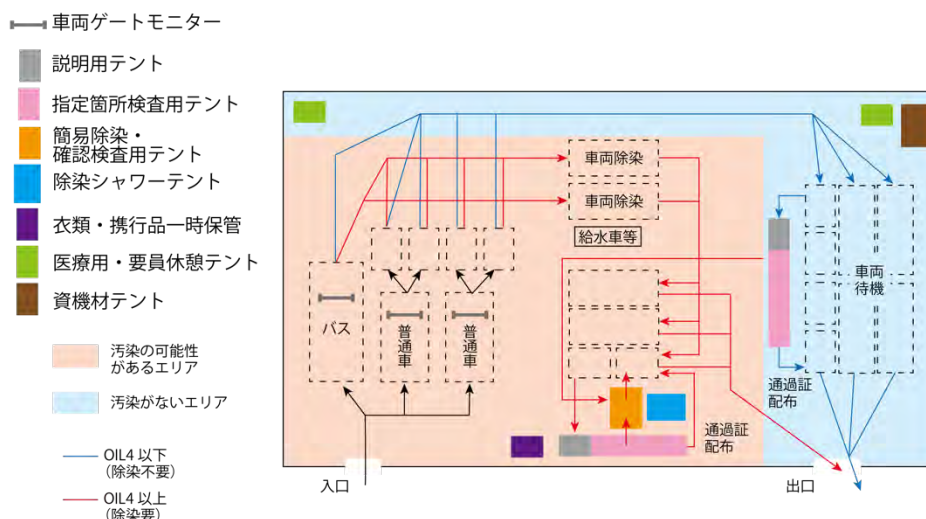 車両ゲートモニター
説明用テント
指定箇所検査用テント
簡易除染・
確認検査用テント
除染シャワーテント
衣類・携行品一時保管
医療用・要員休憩テント
資機材テント
汚染の可能性
があるエリア
汚染がないエリア
OIL4 以下
(除染不要)
OIL4 以上
(除染要)
車両除染
車両除染
給水車等
バス
普通車
普通車
車両
待機
通過証
配布
通過証
配布
入口
出口